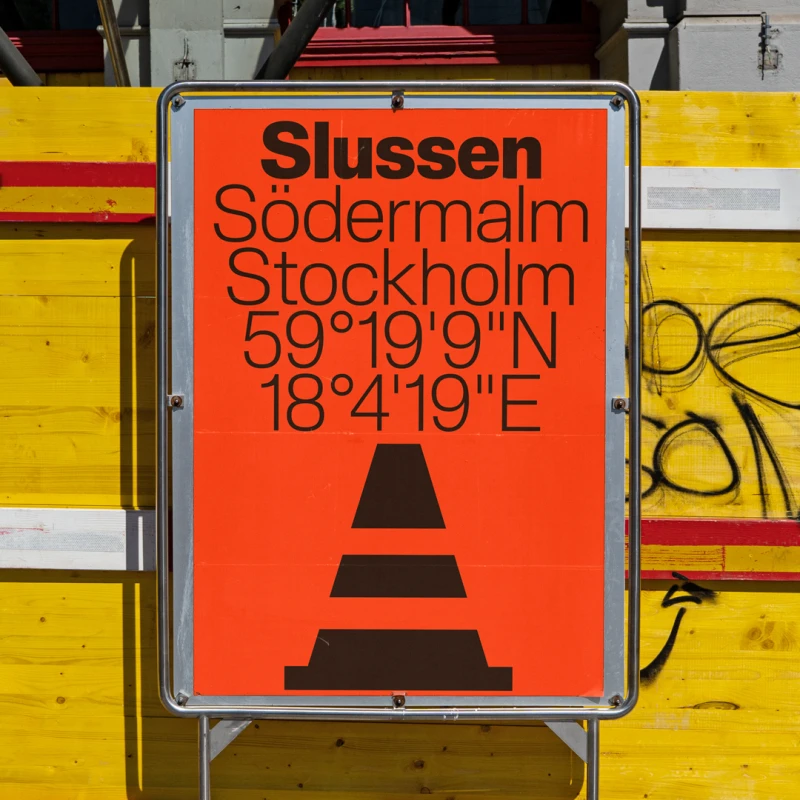 Slussen
Södermalm
Stockholm
59°19'9"N
18°4'19"E